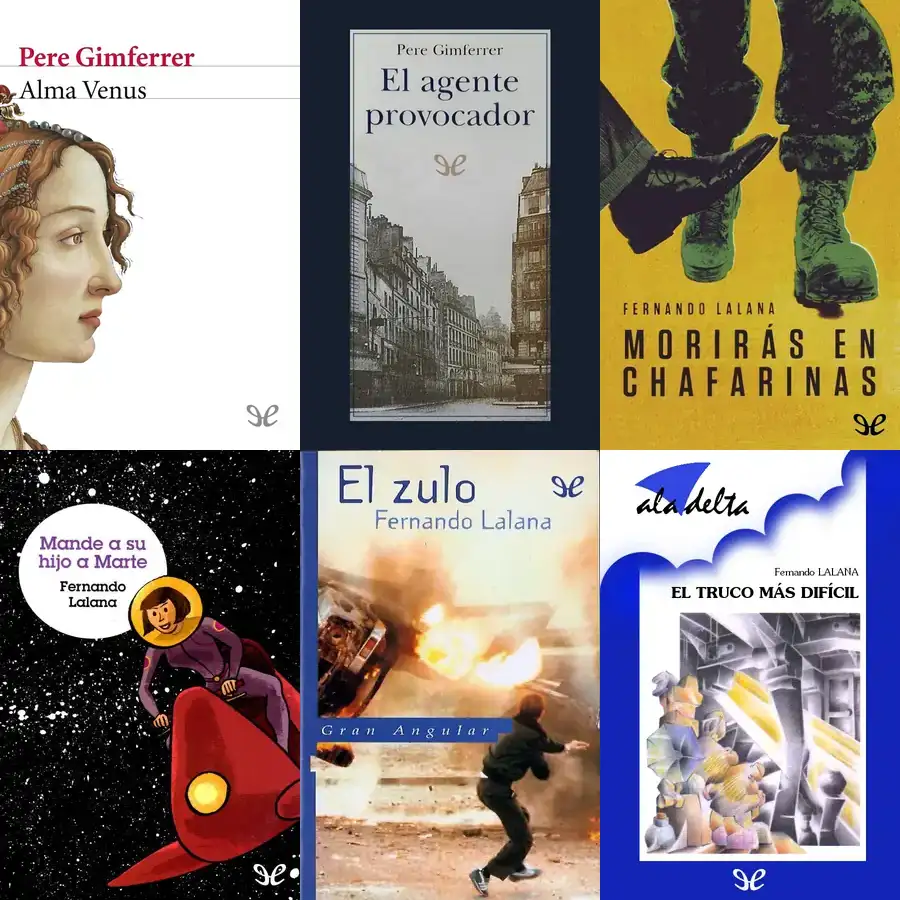 Pere Gimferrer
Alma Venus
Pere Gimferrer
El agente
provocador
FERNANDO LALANA
MORIRÁS EN
CHAFARINAS
Mande a su
hijo a Marte
Fernando
Lalana
El zulo
Fernando Lalana
Gran Angular
ala delta
Fernando LALANA
EL TRUCO MÁS DIFÍCIL